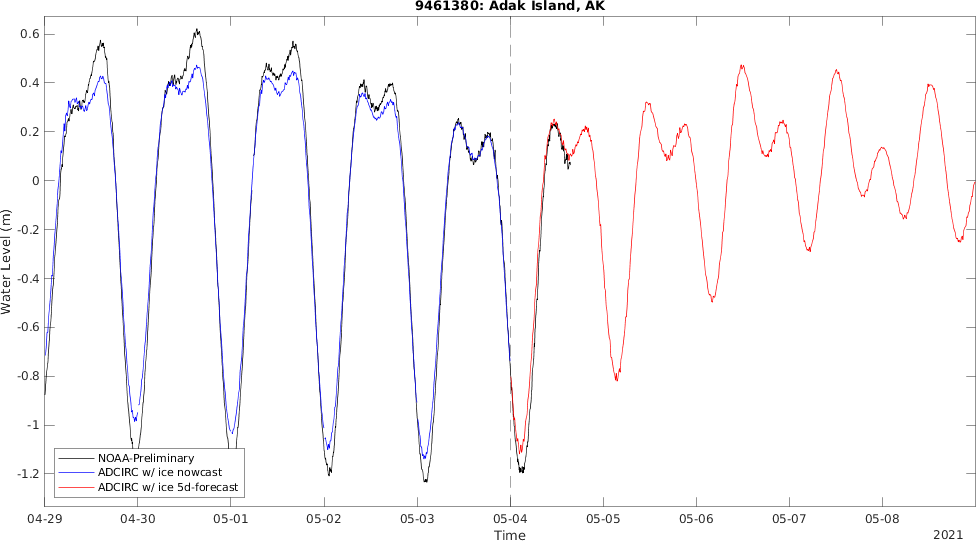 9461380: Adak Island, AK
0.6
0.4
0.2
0
-0.2
-0.4
-0.6
-0.8
-1
-1.2
Water Level (m)
NOAA-Preliminary
ADCIRC w/ ice nowcast
ADCIRC w/ ice 5d-forecast
04-29 04-30 05-01 05-02 05-03 05-04 05-05 05-06 05-07 05-08
Time
2021